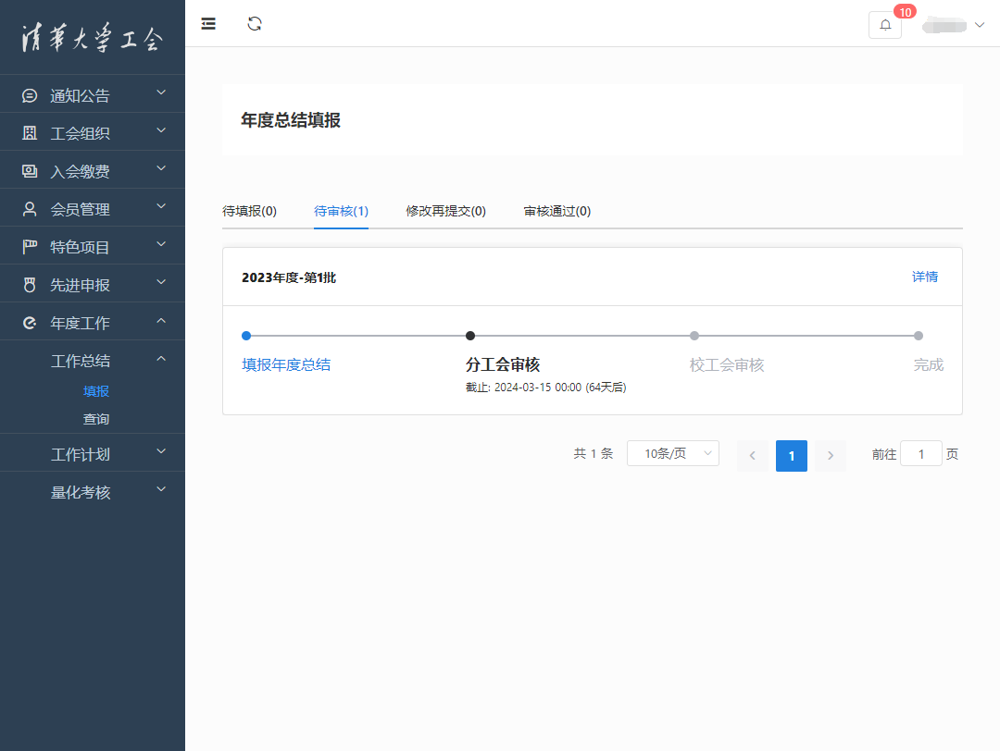 清华大学工会
10
通知公告
工会组织
入会缴费
会员管理
特色项目
先进申报
年度工作
工作总结
填报
查询
工作计划
量化考核
年度总结填报
待填报(0) 待审核(1) 修改再提交(0) 审核通过(0)
2023年度-第1批 详情
填报年度总结 分工会审核 校工会审核 完成
截止: 2024-03-15 00:00 (64天后)
共 1 条 10条/页 1 前往 1 页